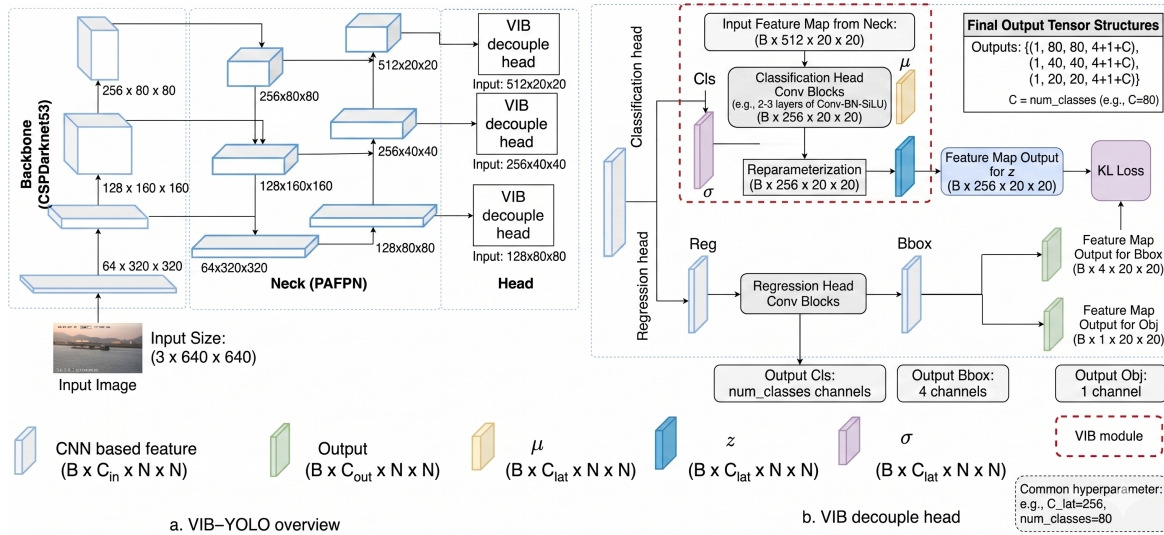 Backbone
(CSPDarknet53)
256 x 80 x 80
128 x 160 x 160
64 x 320 x 320
Input Image
Input Size:
(3 x 640 x 640)
256x80x80
128x160x160
64x320x320
512x20x20
256x40x40
128x80x80
Neck (PAFPN)
VIB
decouple
head
Input: 512x20x20
VIB
decouple
head
Input: 256x40x40
VIB
decouple
head
Input: 128x80x80
Head
Classification head
Regression head
Cls
σ
Input Feature Map from Neck:
(B x 512 x 20 x 20)
μ
Classification Head
Conv Blocks
(e.g., 2-3 layers of Conv-BN-SiLU)
(B x 256 x 20 x 20)
Reparameterization
(B x 256 x 20 x 20)
Feature Map Output
for z
(B x 256 x 20 x 20)
KL Loss
Final Output Tensor Structures
Outputs: {(1, 80, 80, 4+1+C),
(1, 40, 40, 4+1+C),
(1, 20, 20, 4+1+C)}
C = num_classes (e.g., C=80)
Reg
Regression Head
Conv Blocks
Bbox
Feature Map
Output for Bbox
(B x 4 x 20 x 20)
Feature Map
Output for Obj
(B x 1 x 20 x 20)
Output Cls:
num_classes channels
Output Bbox:
4 channels
Output Obj:
1 channel
CNN based feature
(B x C_in x N x N)
Output
(B x C_out x N x N)
μ
(B x C_lat x N x N)
z
(B x C_lat x N x N)
σ
(B x C_lat x N x N)
VIB module
Common hyperparameter:
e.g., C_lat=256,
num_classes=80
a. VIB–YOLO overview
b. VIB decouple head